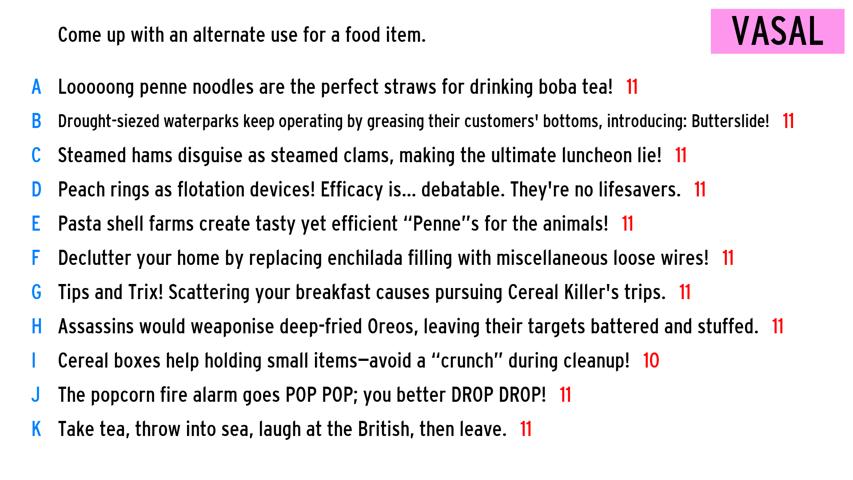 Come up with an alternate use for a food item.
VASAL
A Looooong penne noodles are the perfect straws for drinking boba tea! 11
B Drought-siezed waterparks keep operating by greasing their customers' bottoms, introducing: Butterslide! 11
C Steamed hams disguise as steamed clams, making the ultimate luncheon lie! 11
D Peach rings as flotation devices! Efficacy is... debatable. They're no lifesavers. 11
E Pasta shell farms create tasty yet efficient “Penne”s for the animals! 11
F Declutter your home by replacing enchilada filling with miscellaneous loose wires! 11
G Tips and Trix! Scattering your breakfast causes pursuing Cereal Killer's trips. 11
H Assassins would weaponise deep-fried Oreos, leaving their targets battered and stuffed. 11
I Cereal boxes help holding small items—avoid a “crunch” during cleanup! 10
J The popcorn fire alarm goes POP POP; you better DROP DROP! 11
K Take tea, throw into sea, laugh at the British, then leave. 11